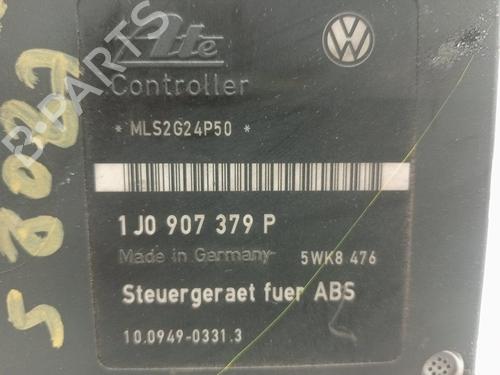 Ate
Controller
* MLS2G24P50 *
1J0 907 379 P
Made in Germany
5WK8 476
Steuergeraet fuer ABS
10.0949-0331.3
B-Parts